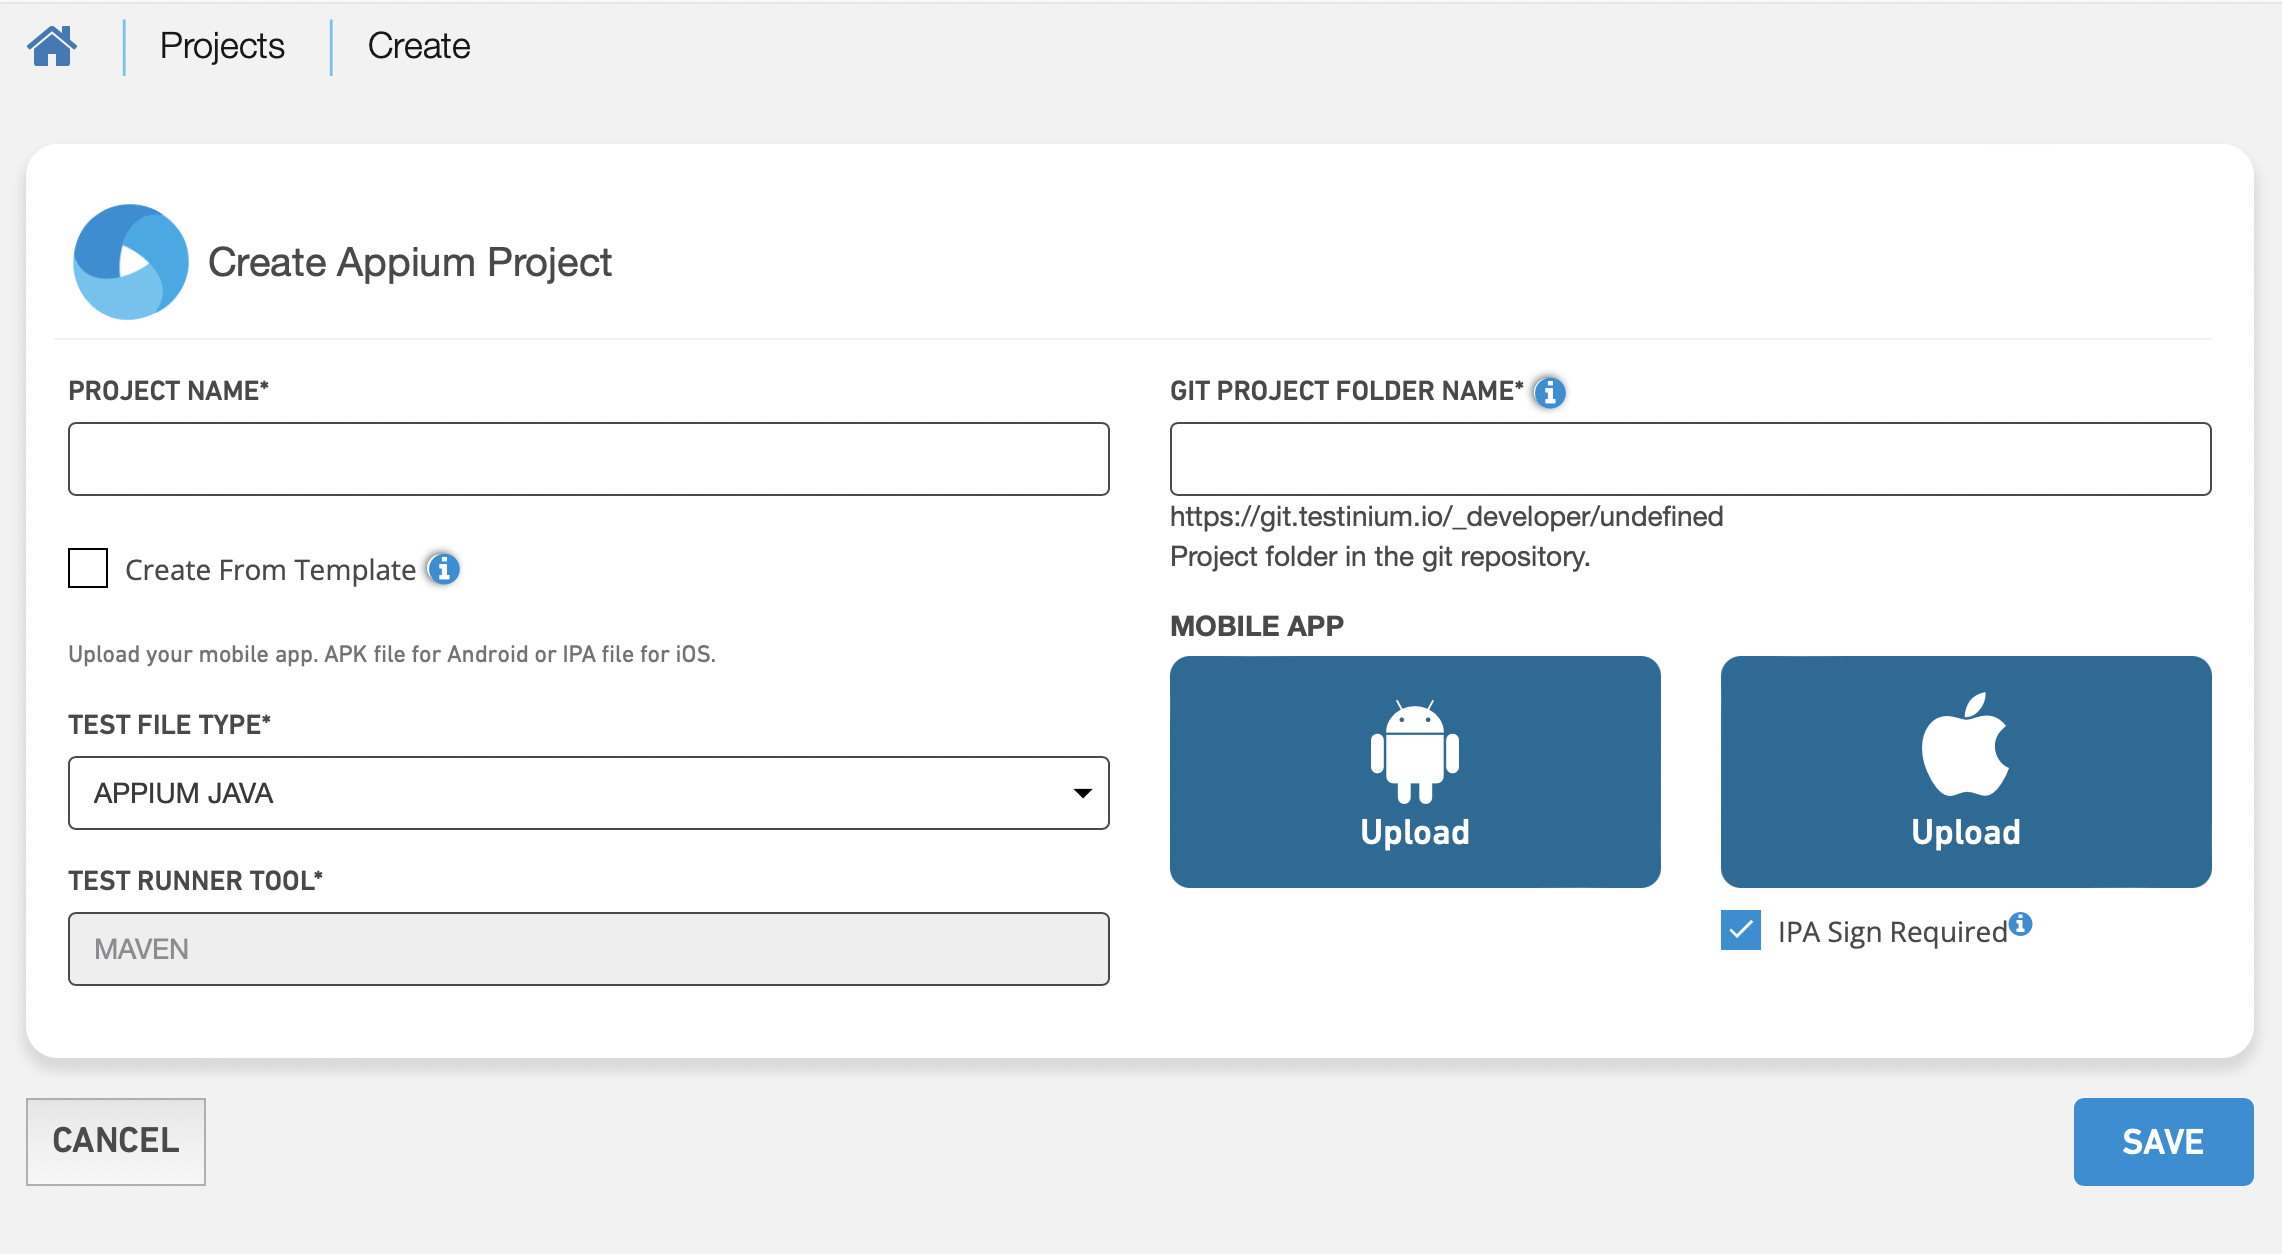 Projects
Create
Create Appium Project
PROJECT NAME*
GIT PROJECT FOLDER NAME*
https://git.testinium.io/_developer/undefined
Project folder in the git repository.
Create From Template
Upload your mobile app. APK file for Android or IPA file for iOS.
MOBILE APP
Upload
Upload
IPA Sign Required
TEST FILE TYPE*
APPIUM JAVA
TEST RUNNER TOOL*
MAVEN
CANCEL
SAVE